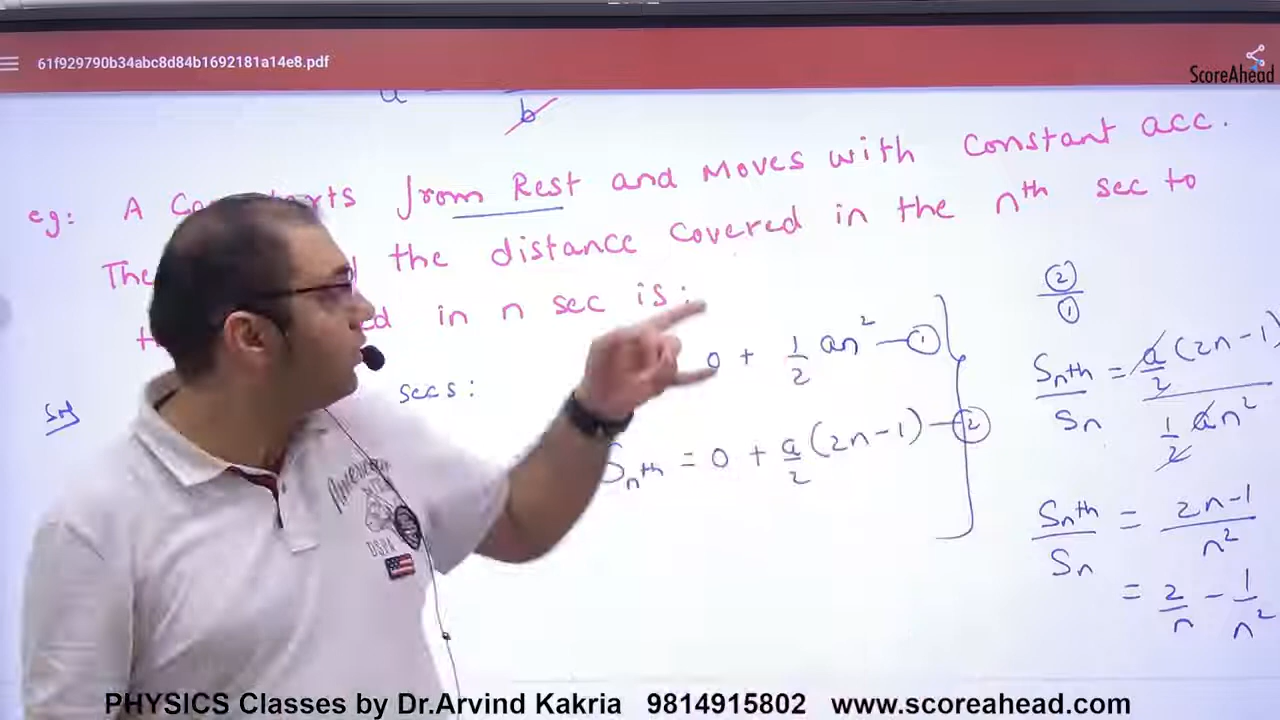 61f929790b34abc8d84b1692181a14e8.pdf
ScoreAhead
b
eg: A from Rest and moves with constant acc.
The the distance covered in the nth sec to
in n sec is:
Sol secs:
0 + 1/2 an² — ①
Snth = 0 + a/2 (2n-1) — ②
②/①
Snth/Sn = a/2 (2n-1) / 1/2 an²
Snth/Sn = 2n-1/n²
= 2/n - 1/n²
American
USPA
PHYSICS Classes by Dr.Arvind Kakria 9814915802 www.scoreahead.com